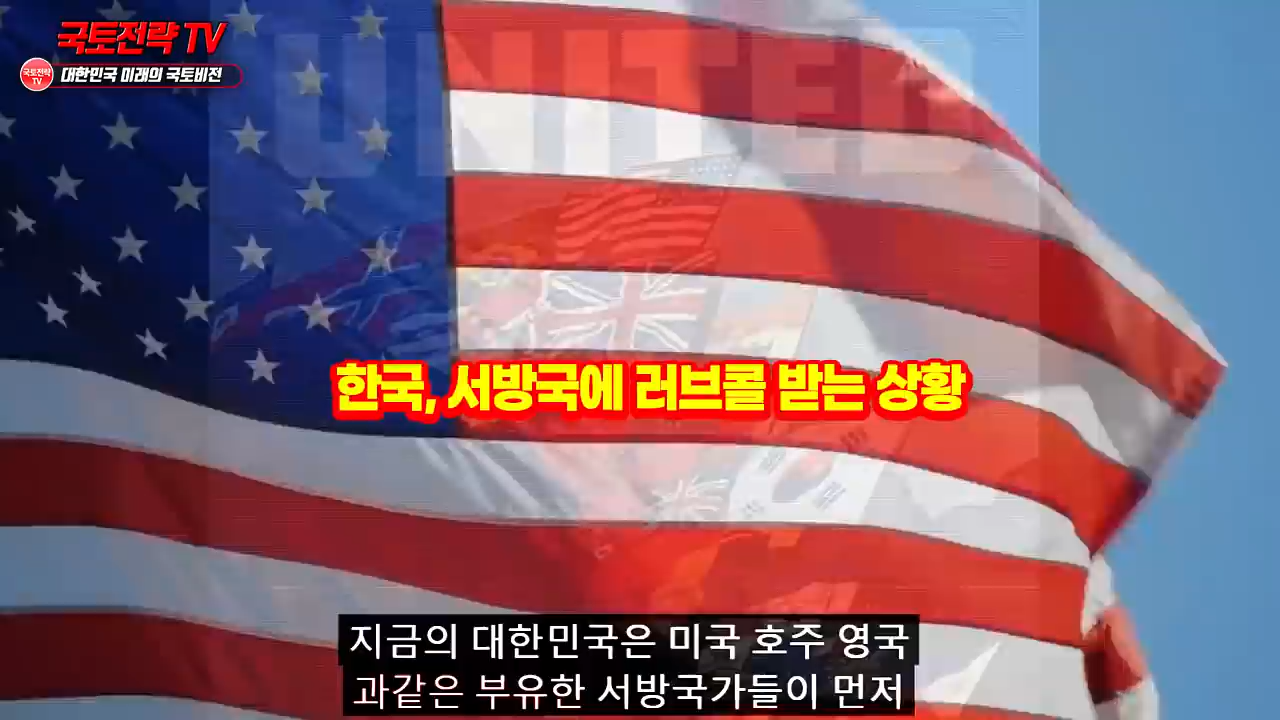 국토전략 TV
국토전략
TV
대한민국 미래의 국토비전
UNITED
한국, 서방국에 러브콜 받는 상황
지금의 대한민국은 미국 호주 영국
과같은 부유한 서방국가들이 먼저